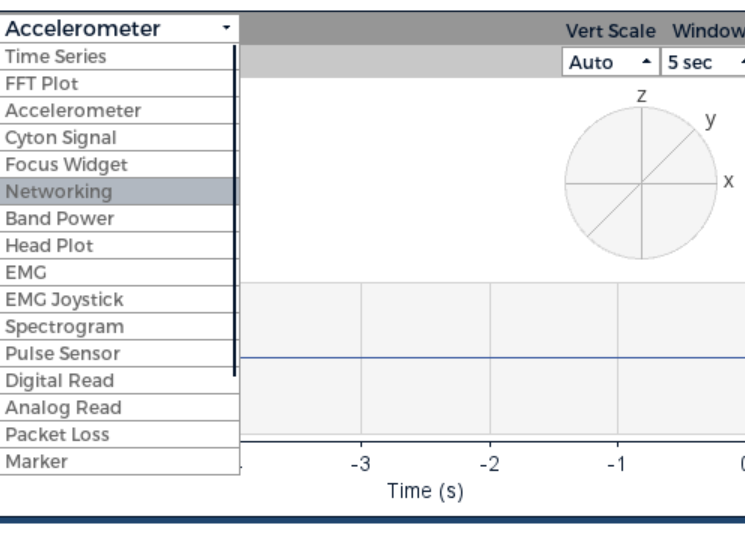 Accelerometer
Vert Scale Window
Auto 5 sec
Time Series
FFT Plot
Accelerometer
Cyton Signal
Focus Widget
Networking
Band Power
Head Plot
EMG
EMG Joystick
Spectrogram
Pulse Sensor
Digital Read
Analog Read
Packet Loss
Marker
z
y
x
-3 -2 -1
Time (s)